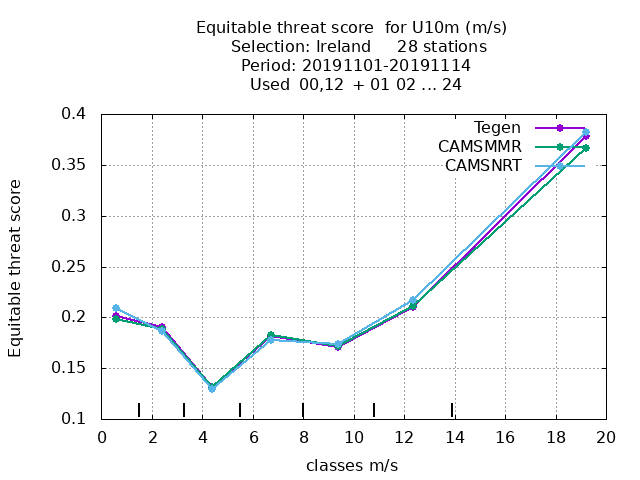 Equitable threat score  for U10m (m/s)
Selection: Ireland     28 stations
Period: 20191101-20191114
Used  00,12  + 01 02 ... 24
Tegen
CAMSMMR
CAMSNRT
Equitable threat score
0.4
0.35
0.3
0.25
0.2
0.15
0.1
0 2 4 6 8 10 12 14 16 18 20
classes m/s